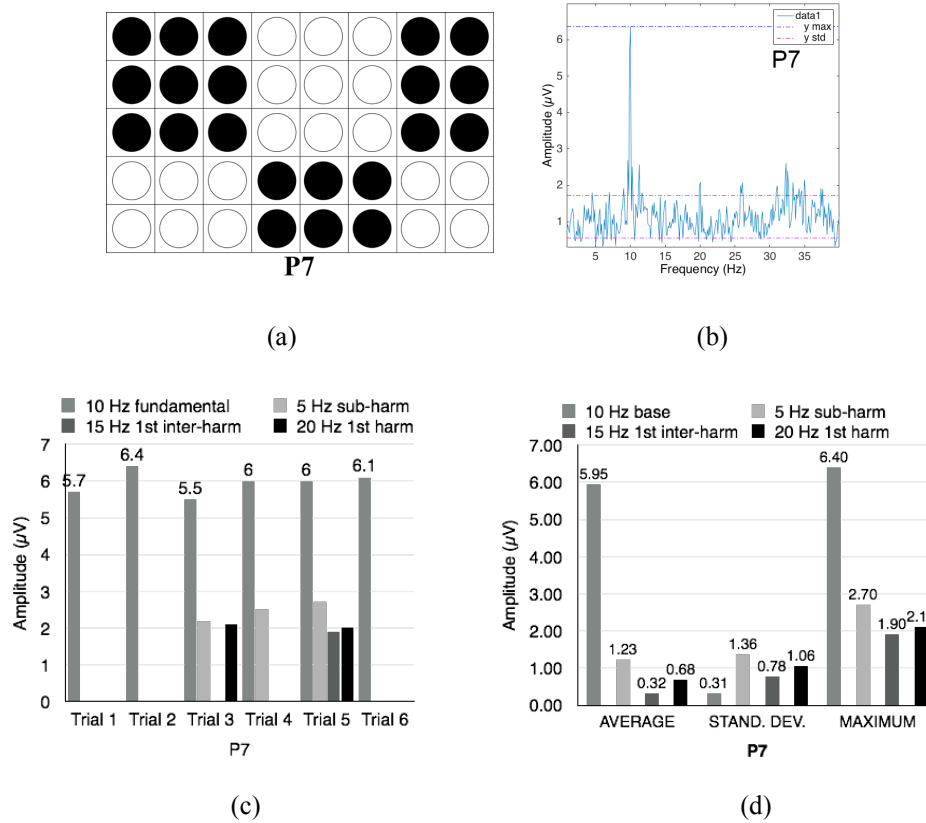 P7
(a)
data1
y max
y std
P7
Amplitude (µV)
6
5
4
3
2
1
5 10 15 20 25 30 35
Frequency (Hz)
(b)
10 Hz fundamental 5 Hz sub-harm
15 Hz 1st inter-harm 20 Hz 1st harm
Amplitude (µV)
7
6
5
4
3
2
1
0
5.7 6.4 5.5 6 6 6.1
Trial 1 Trial 2 Trial 3 Trial 4 Trial 5 Trial 6
P7
(c)
10 Hz base 5 Hz sub-harm
15 Hz 1st inter-harm 20 Hz 1st harm
Amplitude (µV)
7.00
6.00
5.00
4.00
3.00
2.00
1.00
0.00
5.95 1.23 0.32 0.68
0.31 1.36 0.78 1.06
6.40 2.70 1.90 2.1
AVERAGE STAND. DEV. MAXIMUM
P7
(d)